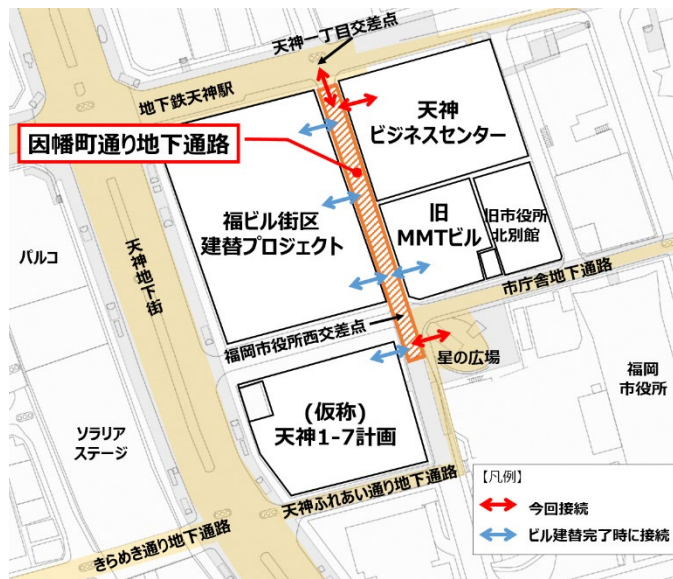 天神一丁目交差点
地下鉄天神駅
天神
ビジネスセンター
因幡町通り地下通路
福ビル街区
建替プロジェクト
旧
MMTビル
旧市役所
北別館
パルコ
天神地下街
市庁舎地下通路
福岡市役所西交差点
星の広場
福岡
市役所
(仮称)
天神1-7計画
ソラリア
ステージ
天神ふれあい通り地下通路
きらめき通り地下通路
【凡例】
今回接続
ビル建替完了時に接続